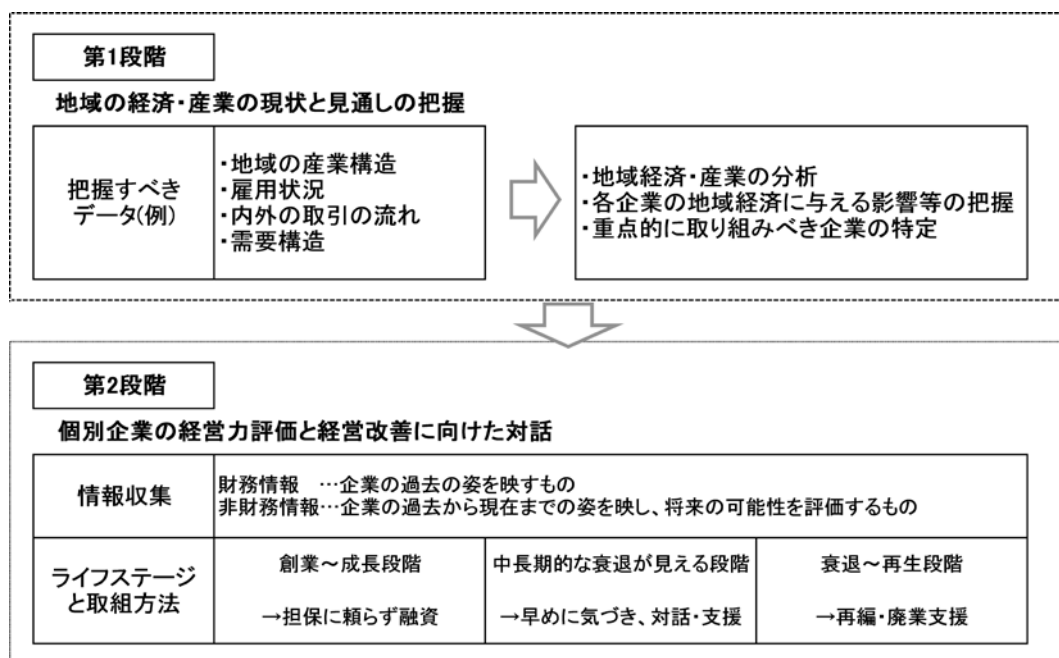 第1段階
地域の経済・産業の現状と見通しの把握
把握すべき
データ(例)
・地域の産業構造
・雇用状況
・内外の取引の流れ
・需要構造
・地域経済・産業の分析
・各企業の地域経済に与える影響等の把握
・重点的に取り組みべき企業の特定
第2段階
個別企業の経営力評価と経営改善に向けた対話
情報収集
財務情報 …企業の過去の姿を映すもの
非財務情報…企業の過去から現在までの姿を映し、将来の可能性を評価するもの
ライフステージ
と取組方法
創業～成長段階
→担保に頼らず融資
中長期的な衰退が見える段階
→早めに気づき、対話・支援
衰退～再生段階
→再編・廃業支援